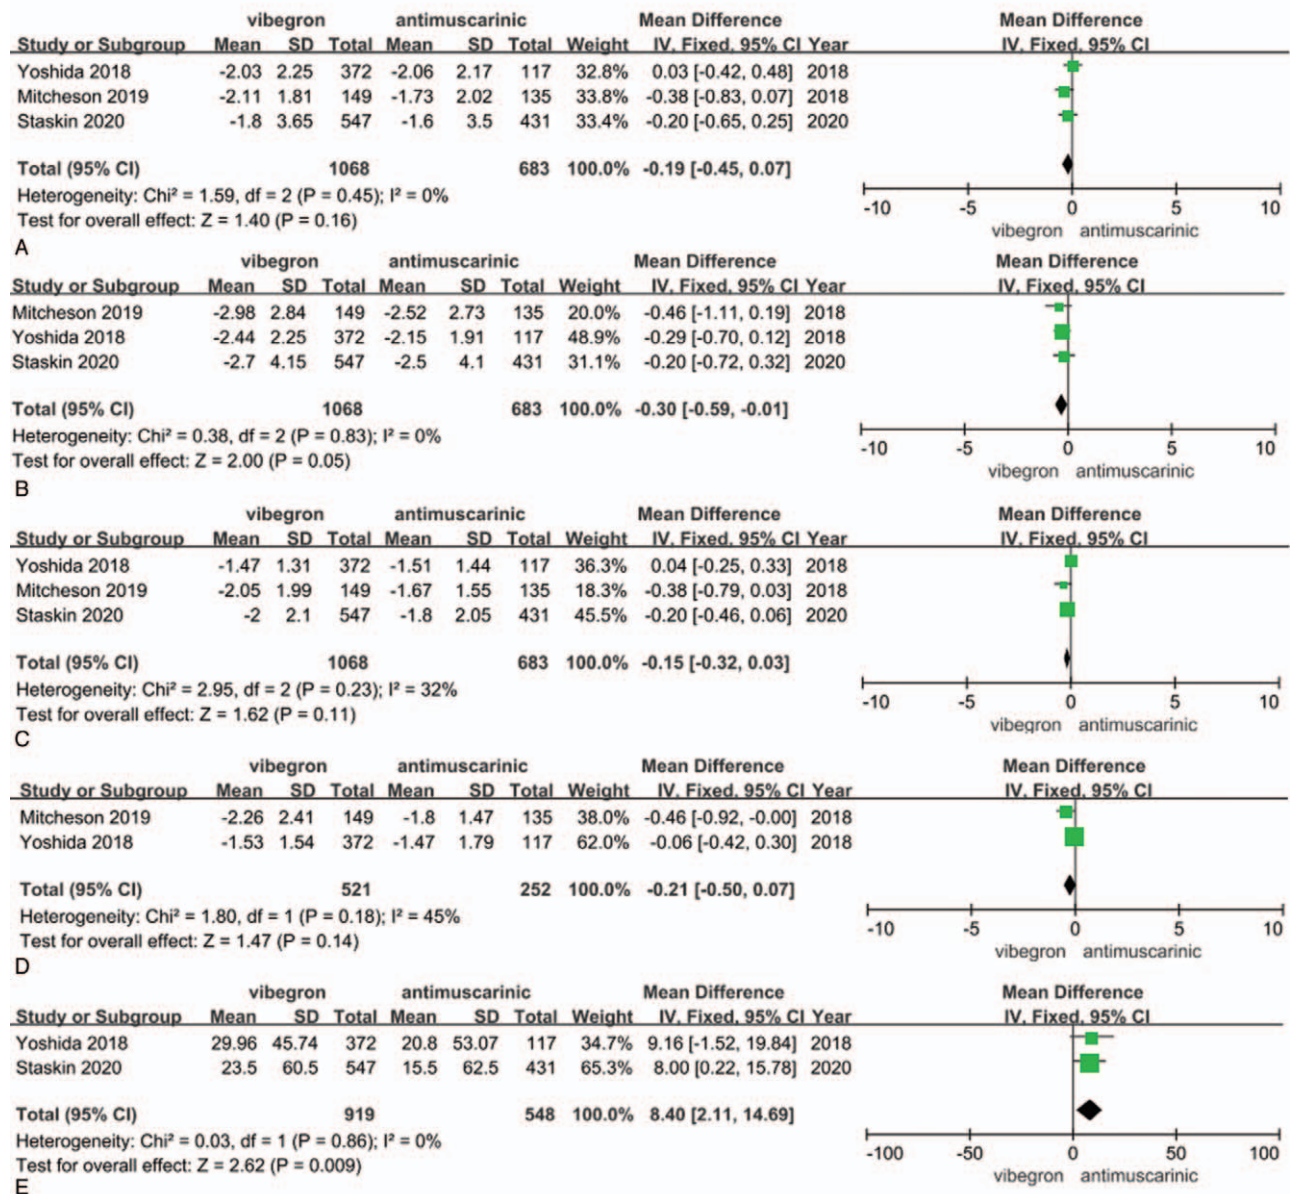 vibegron antimuscarinic Mean Difference Mean Difference
Study or Subgroup Mean SD Total Mean SD Total Weight IV, Fixed, 95% CI Year IV, Fixed, 95% CI
Yoshida 2018 -2.03 2.25 372 -2.06 2.17 117 32.8% 0.03 [-0.42, 0.48] 2018
Mitcheson 2019 -2.11 1.81 149 -1.73 2.02 135 33.8% -0.38 [-0.83, 0.07] 2018
Staskin 2020 -1.8 3.65 547 -1.6 3.5 431 33.4% -0.20 [-0.65, 0.25] 2020
Total (95% CI) 1068 683 100.0% -0.19 [-0.45, 0.07]
Heterogeneity: Chi² = 1.59, df = 2 (P = 0.45); I² = 0%
Test for overall effect: Z = 1.40 (P = 0.16)
-10 -5 0 5 10
vibegron antimuscarinic
A
vibegron antimuscarinic Mean Difference Mean Difference
Study or Subgroup Mean SD Total Mean SD Total Weight IV, Fixed, 95% CI Year IV, Fixed, 95% CI
Mitcheson 2019 -2.98 2.84 149 -2.52 2.73 135 20.0% -0.46 [-1.11, 0.19] 2018
Yoshida 2018 -2.44 2.25 372 -2.15 1.91 117 48.9% -0.29 [-0.70, 0.12] 2018
Staskin 2020 -2.7 4.15 547 -2.5 4.1 431 31.1% -0.20 [-0.72, 0.32] 2020
Total (95% CI) 1068 683 100.0% -0.30 [-0.59, -0.01]
Heterogeneity: Chi² = 0.38, df = 2 (P = 0.83); I² = 0%
Test for overall effect: Z = 2.00 (P = 0.05)
-10 -5 0 5 10
vibegron antimuscarinic
B
vibegron antimuscarinic Mean Difference Mean Difference
Study or Subgroup Mean SD Total Mean SD Total Weight IV, Fixed, 95% CI Year IV, Fixed, 95% CI
Yoshida 2018 -1.47 1.31 372 -1.51 1.44 117 36.3% 0.04 [-0.25, 0.33] 2018
Mitcheson 2019 -2.05 1.99 149 -1.67 1.55 135 18.3% -0.38 [-0.79, 0.03] 2018
Staskin 2020 -2 2.1 547 -1.8 2.05 431 45.5% -0.20 [-0.46, 0.06] 2020
Total (95% CI) 1068 683 100.0% -0.15 [-0.32, 0.03]
Heterogeneity: Chi² = 2.95, df = 2 (P = 0.23); I² = 32%
Test for overall effect: Z = 1.62 (P = 0.11)
-10 -5 0 5 10
vibegron antimuscarinic
C
vibegron antimuscarinic Mean Difference Mean Difference
Study or Subgroup Mean SD Total Mean SD Total Weight IV, Fixed, 95% CI Year IV, Fixed, 95% CI
Mitcheson 2019 -2.26 2.41 149 -1.8 1.47 135 38.0% -0.46 [-0.92, -0.00] 2018
Yoshida 2018 -1.53 1.54 372 -1.47 1.79 117 62.0% -0.06 [-0.42, 0.30] 2018
Total (95% CI) 521 252 100.0% -0.21 [-0.50, 0.07]
Heterogeneity: Chi² = 1.80, df = 1 (P = 0.18); I² = 45%
Test for overall effect: Z = 1.47 (P = 0.14)
-10 -5 0 5 10
vibegron antimuscarinic
D
vibegron antimuscarinic Mean Difference Mean Difference
Study or Subgroup Mean SD Total Mean SD Total Weight IV, Fixed, 95% CI Year IV, Fixed, 95% CI
Yoshida 2018 29.96 45.74 372 20.8 53.07 117 34.7% 9.16 [-1.52, 19.84] 2018
Staskin 2020 23.5 60.5 547 15.5 62.5 431 65.3% 8.00 [0.22, 15.78] 2020
Total (95% CI) 919 548 100.0% 8.40 [2.11, 14.69]
Heterogeneity: Chi² = 0.03, df = 1 (P = 0.86); I² = 0%
Test for overall effect: Z = 2.62 (P = 0.009)
-100 -50 0 50 100
vibegron antimuscarinic
E